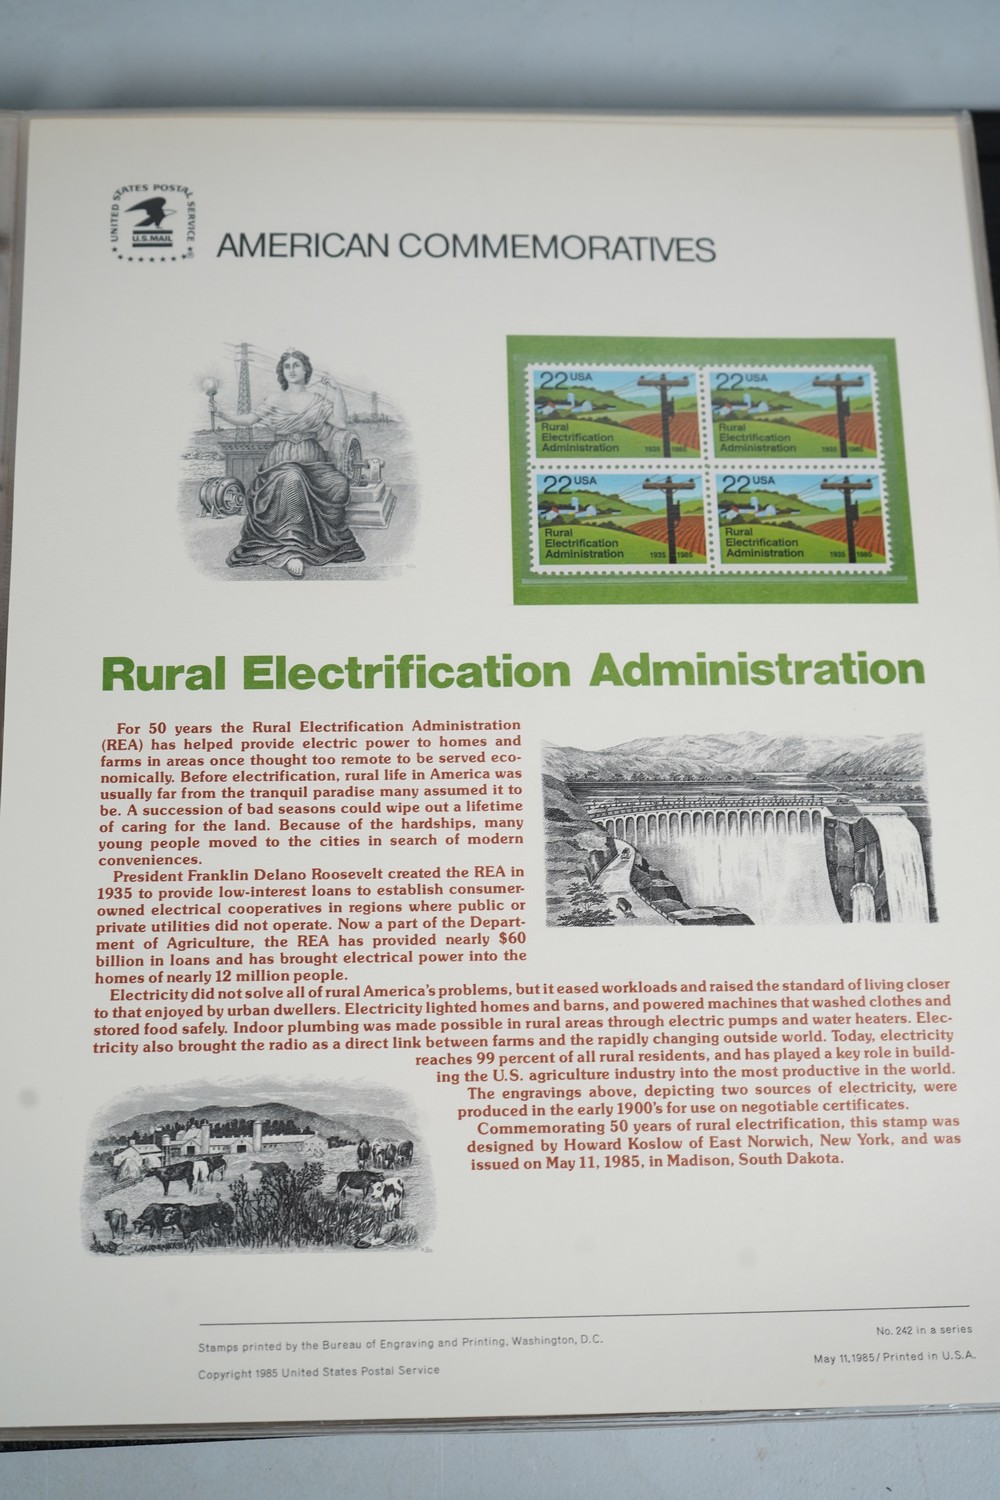 UNITED STATES POSTAL SERVICE
U.S. MAIL
AMERICAN COMMEMORATIVES
22 USA
Rural
Electrification
Administration
1935 1985
22 USA
Rural
Electrification
Administration
1935 1985
22 USA
Rural
Electrification
Administration
1935 1985
22 USA
Rural
Electrification
Administration
1935 1985
Rural Electrification Administration
For 50 years the Rural Electrification Administration
(REA) has helped provide electric power to homes and
farms in areas once thought too remote to be served eco-
nomically. Before electrification, rural life in America was
usually far from the tranquil paradise many assumed it to
be. A succession of bad seasons could wipe out a lifetime
of caring for the land. Because of the hardships, many
young people moved to the cities in search of modern
conveniences.
President Franklin Delano Roosevelt created the REA in
1935 to provide low-interest loans to establish consumer-
owned electrical cooperatives in regions where public or
private utilities did not operate. Now a part of the Depart-
ment of Agriculture, the REA has provided nearly $60
billion in loans and has brought electrical power into the
homes of nearly 12 million people.
Electricity did not solve all of rural America's problems, but it eased workloads and raised the standard of living closer
to that enjoyed by urban dwellers. Electricity lighted homes and barns, and powered machines that washed clothes and
stored food safely. Indoor plumbing was made possible in rural areas through electric pumps and water heaters. Elec-
tricity also brought the radio as a direct link between farms and the rapidly changing outside world. Today, electricity
reaches 99 percent of all rural residents, and has played a key role in build-
ing the U.S. agriculture industry into the most productive in the world.
The engravings above, depicting two sources of electricity, were
produced in the early 1900's for use on negotiable certificates.
Commemorating 50 years of rural electrification, this stamp was
designed by Howard Koslow of East Norwich, New York, and was
issued on May 11, 1985, in Madison, South Dakota.
Stamps printed by the Bureau of Engraving and Printing, Washington, D.C.
No. 242 in a series
Copyright 1985 United States Postal Service
May 11, 1985/Printed in U.S.A.